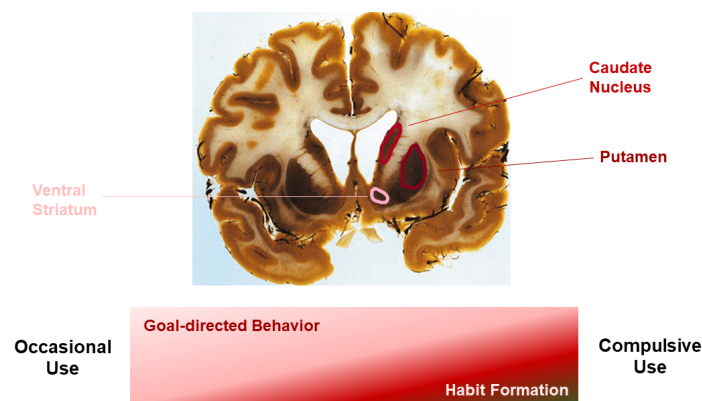 Caudate
Nucleus
Putamen
Ventral
Striatum
Goal-directed Behavior
Occasional
Use
Compulsive
Use
Habit Formation